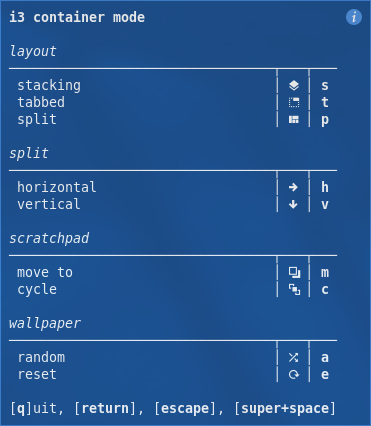 i3 container mode
i
layout
stacking s
tabbed t
split p
split
horizontal h
vertical v
scratchpad
move to m
cycle c
wallpaper
random a
reset e
[q]uit, [return], [escape], [super+space]